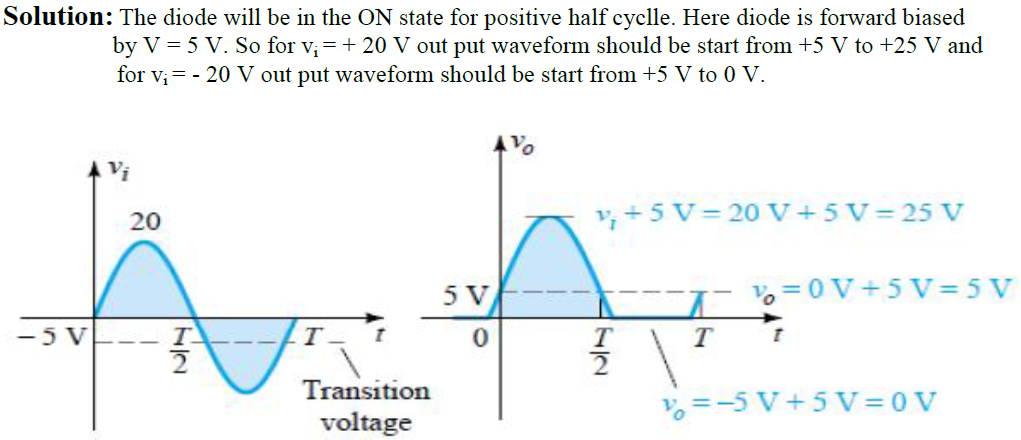 Solution: The diode will be in the ON state for positive half cyclle. Here diode is forward biased
by V = 5 V. So for vᵢ = + 20 V out put waveform should be start from +5 V to +25 V and
for vᵢ = - 20 V out put waveform should be start from +5 V to 0 V.
vᵢ
20
– 5 V
T/2
T
t
Transition
voltage
vₒ
vᵢ + 5 V = 20 V + 5 V = 25 V
5 V
vₒ = 0 V + 5 V = 5 V
0
T/2
T
t
vₒ = –5 V + 5 V = 0 V